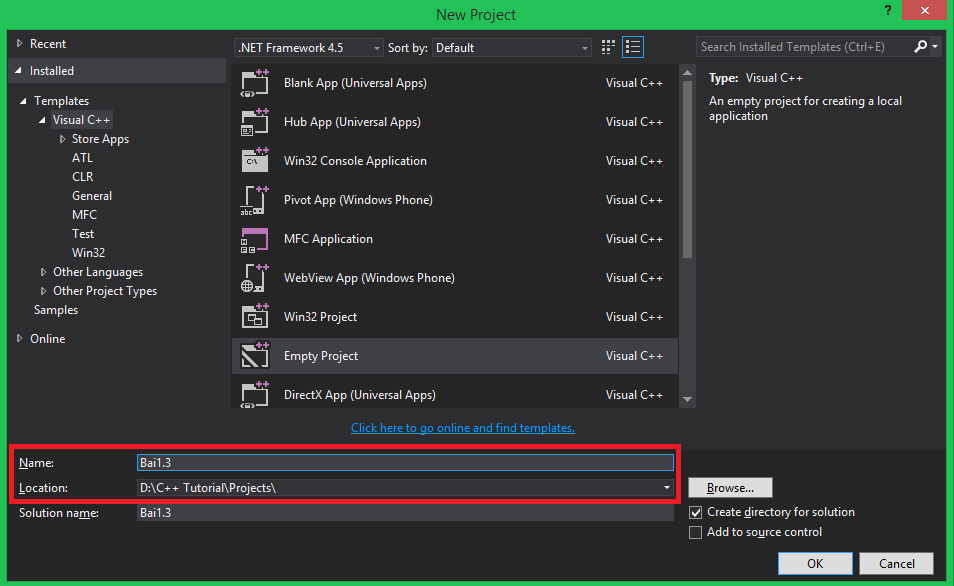 New Project
?
Recent
.NET Framework 4.5
Sort by:
Default
Search Installed Templates (Ctrl+E)
Installed
Templates
Visual C++
Store Apps
ATL
CLR
General
MFC
Test
Win32
Other Languages
Other Project Types
Samples
Online
Blank App (Universal Apps) Visual C++
Hub App (Universal Apps) Visual C++
Win32 Console Application Visual C++
Pivot App (Windows Phone) Visual C++
MFC Application Visual C++
WebView App (Windows Phone) Visual C++
Win32 Project Visual C++
Empty Project Visual C++
DirectX App (Universal Apps) Visual C++
Type: Visual C++
An empty project for creating a local
application
Click here to go online and find templates.
Name: Bai1.3
Location: D:\C++ Tutorial\Projects\
Browse...
Solution name: Bai1.3
Create directory for solution
Add to source control
OK
Cancel